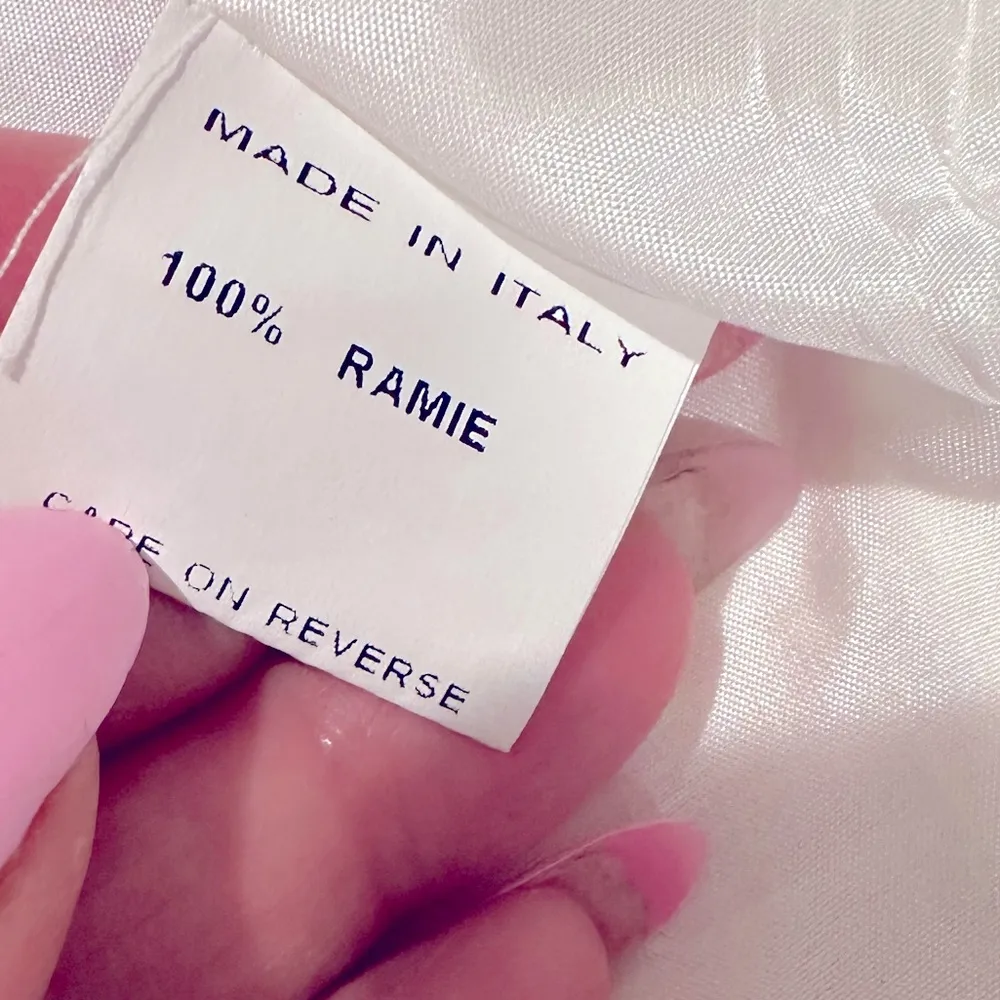 MADE IN ITALY
100% RAMIE
CARE ON REVERSE